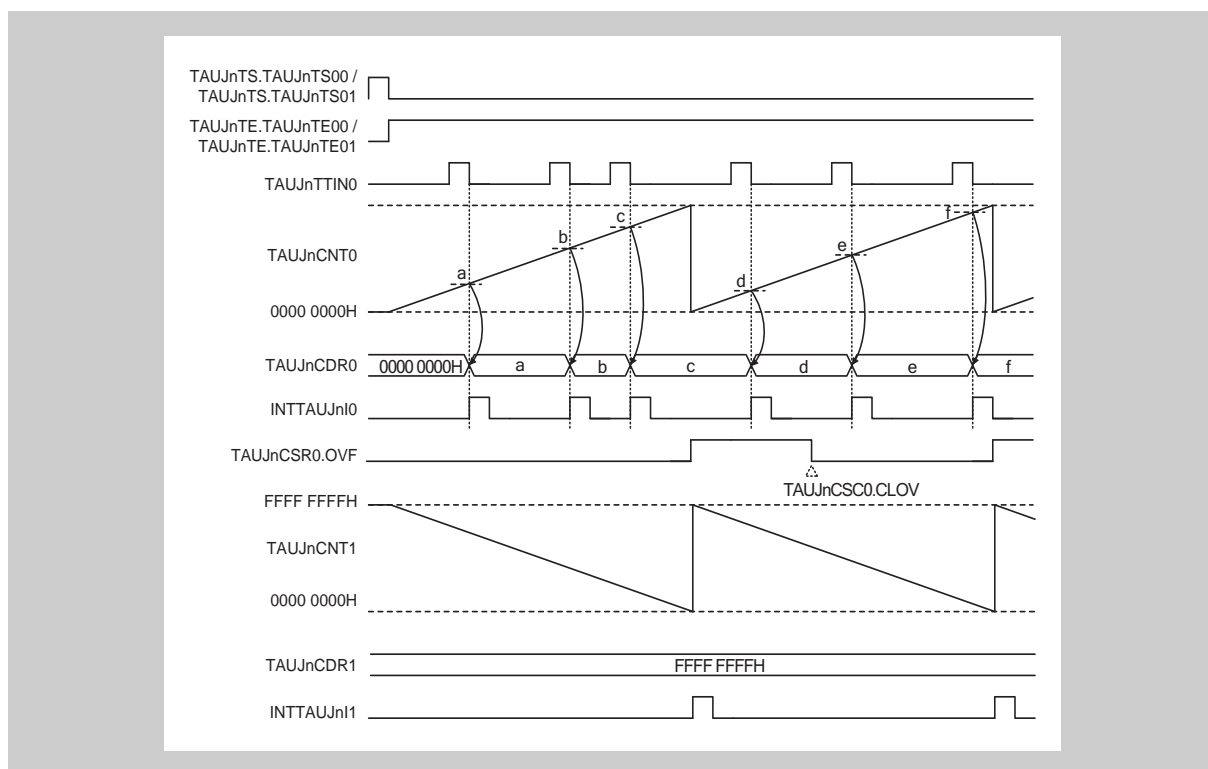 TAUJnTS.TAUJnTS00 /
TAUJnTS.TAUJnTS01
TAUJnTE.TAUJnTE00 /
TAUJnTE.TAUJnTE01
TAUJnTTIN0
TAUJnCNT0
a
b
c
d
e
f
0000 0000H
TAUJnCDR0
0000 0000H
a
b
c
d
e
f
INTTAUJnI0
TAUJnCSR0.OVF
TAUJnCSC0.CLOV
FFFF FFFFH
TAUJnCNT1
0000 0000H
TAUJnCDR1
FFFF FFFFH
INTTAUJnI1